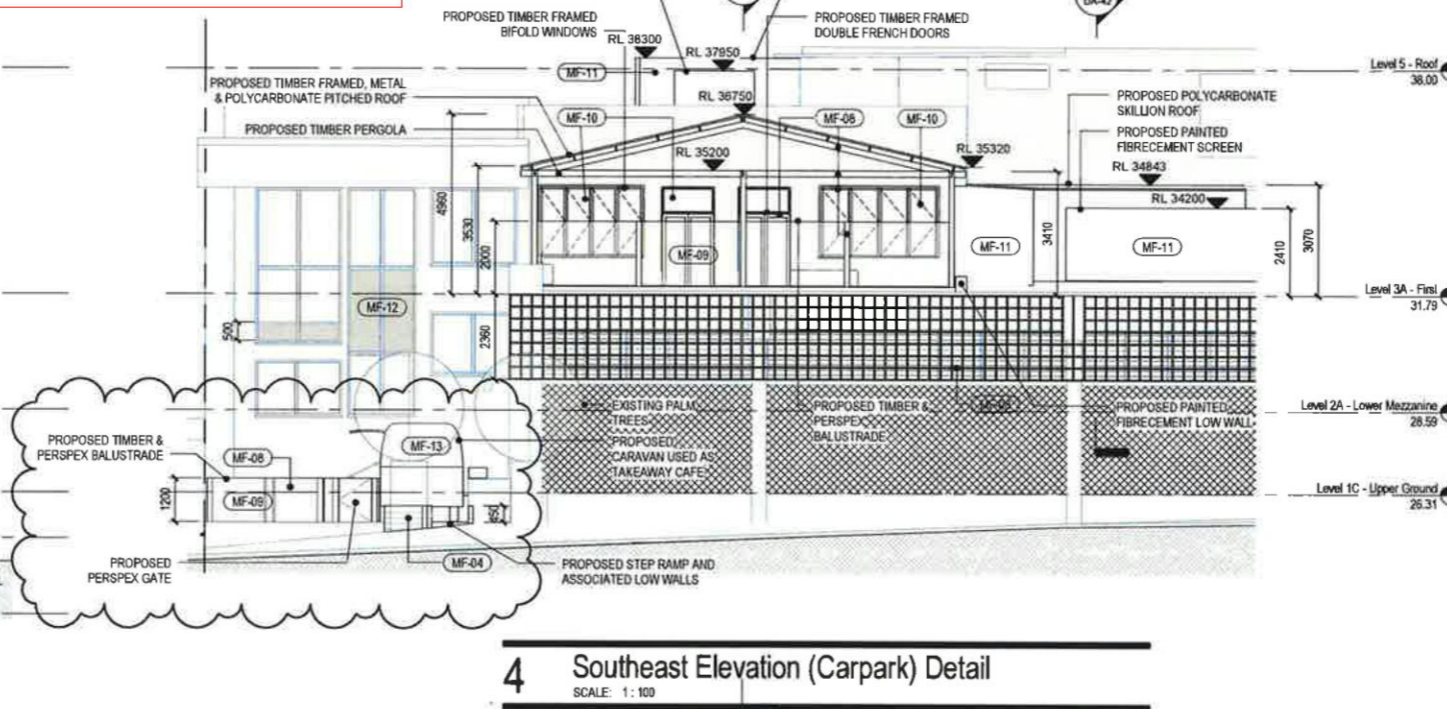 DA-42
PROPOSED TIMBER FRAMED
BIFOLD WINDOWS
PROPOSED TIMBER FRAMED
DOUBLE FRENCH DOORS
RL 38300
RL 37950
MF-11
Level 5 - Roof
38.00
PROPOSED TIMBER FRAMED, METAL
& POLYCARBONATE PITCHED ROOF
RL 36750
PROPOSED POLYCARBONATE
SKILLION ROOF
MF-10
MF-08
MF-10
PROPOSED TIMBER PERGOLA
PROPOSED PAINTED
FIBRECEMENT SCREEN
RL 35200
RL 35320
RL 34843
RL 34200
4960
3530
2000
MF-09
MF-11
3410
MF-11
2410
3070
Level 3A - First
31.79
MF-12
500
2360
EXISTING PALM
TREES
PROPOSED
CARAVAN USED AS
TAKEAWAY CAFE
PROPOSED TIMBER &
PERSPEX
BALUSTRADE
PROPOSED PAINTED
FIBRECEMENT LOW WALL
Level 2A - Lower Mezzanine
28.59
PROPOSED TIMBER &
PERSPEX BALUSTRADE
MF-08
MF-13
MF-09
1200
Level 1C - Upper Ground
26.31
PROPOSED
PERSPEX GATE
MF-04
PROPOSED STEP RAMP AND
ASSOCIATED LOW WALLS
4 Southeast Elevation (Carpark) Detail
SCALE: 1 : 100